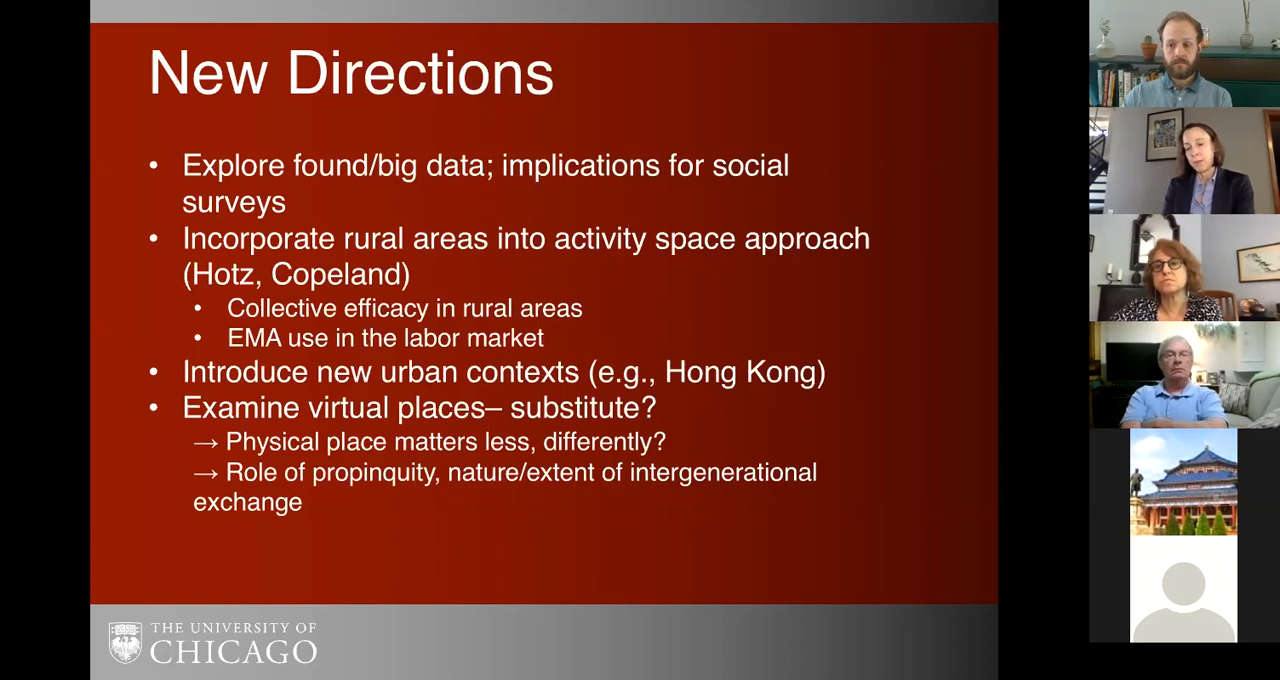 New Directions
• Explore found/big data; implications for social
surveys
• Incorporate rural areas into activity space approach
(Hotz, Copeland)
• Collective efficacy in rural areas
• EMA use in the labor market
• Introduce new urban contexts (e.g., Hong Kong)
• Examine virtual places– substitute?
→ Physical place matters less, differently?
→ Role of propinquity, nature/extent of intergenerational
exchange
THE UNIVERSITY OF
CHICAGO